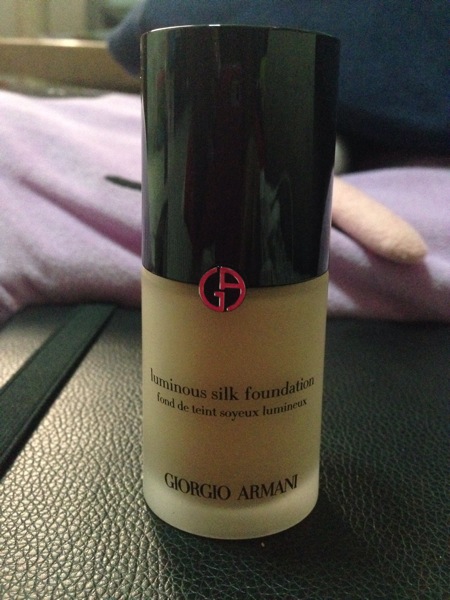 GA
luminous silk foundation
fond de teint soyeux lumineux
GIORGIO ARMANI